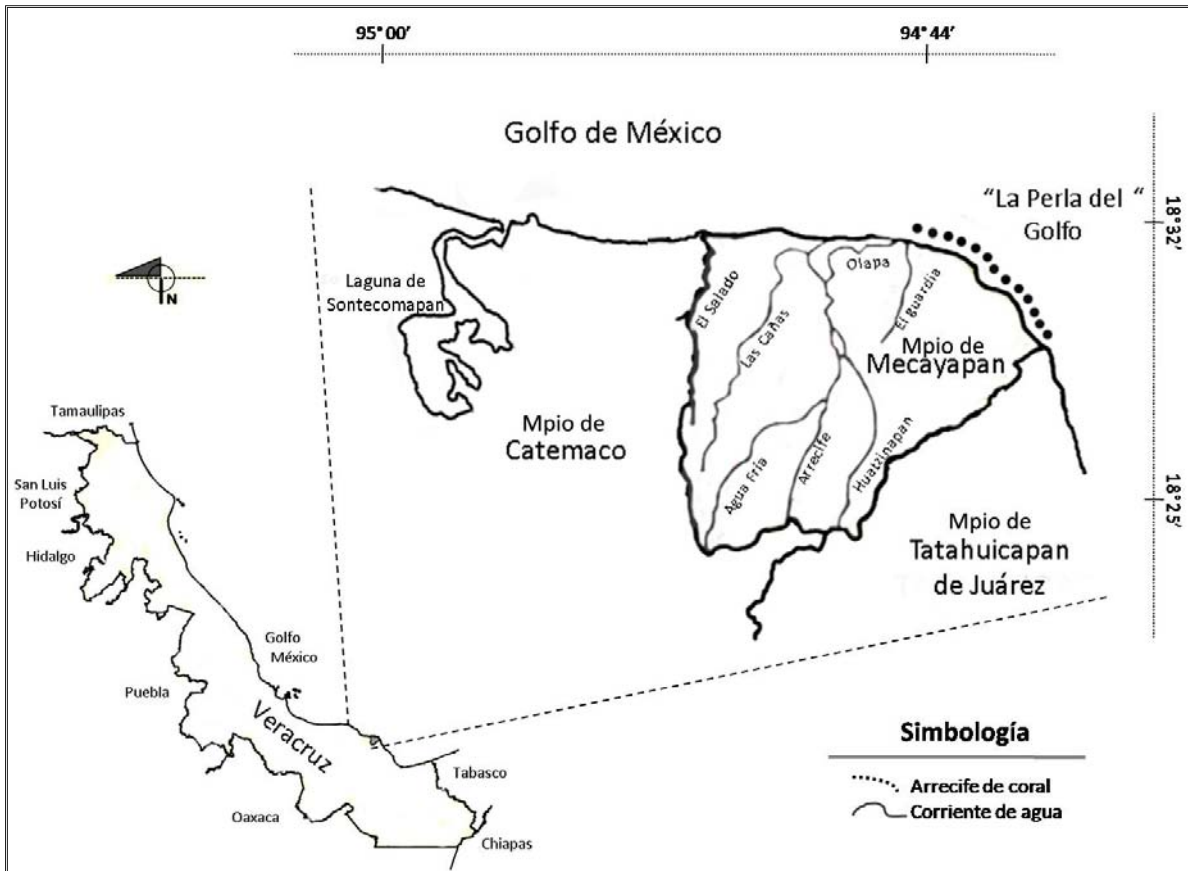 95°00'
94°44'
Golfo de México
"La Perla del "
Golfo
18°32'
Laguna de
Sontecomapan
El Salado
Las Cañas
Olapa
El guardia
Mpio de
Mecayapan
N
Mpio de
Catemaco
Agua Fría
Arrecife
Huatzinapan
18°25'
Mpio de
Tatahuicapan
de Juárez
Tamaulipas
San Luis
Potosí
Hidalgo
Golfo
México
Puebla
Veracruz
Tabasco
Oaxaca
Chiapas
Simbología
Arrecife de coral
Corriente de agua